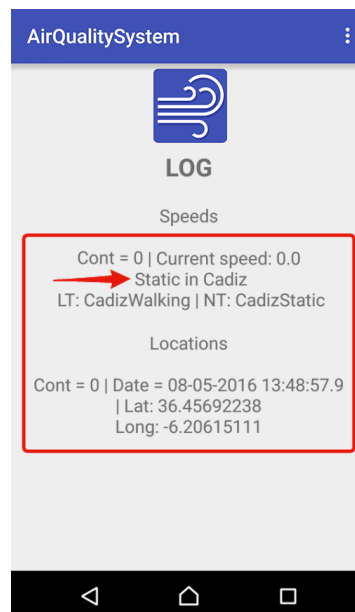 AirQualitySystem
LOG
Speeds
Cont = 0 | Current speed: 0.0
Static in Cadiz
LT: CadizWalking | NT: CadizStatic
Locations
Cont = 0 | Date = 08-05-2016 13:48:57.9
| Lat: 36.45692238
Long: -6.20615111